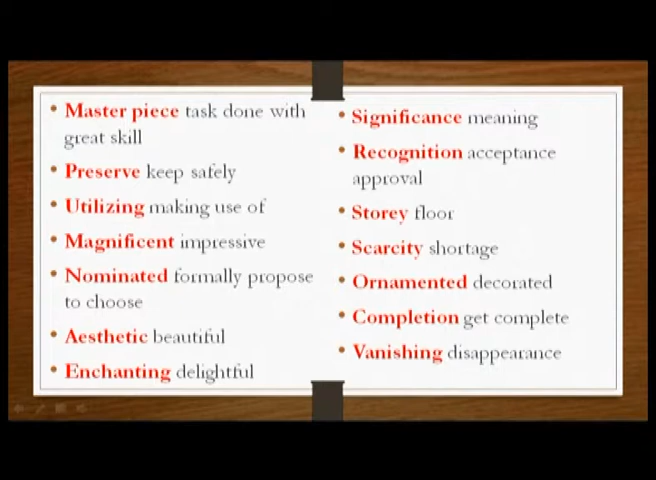 • Master piece task done with
great skill
• Preserve keep safely
• Utilizing making use of
• Magnificent impressive
• Nominated formally propose
to choose
• Aesthetic beautiful
• Enchanting delightful
• Significance meaning
• Recognition acceptance
approval
• Storey floor
• Scarcity shortage
• Ornamented decorated
• Completion get complete
• Vanishing disappearance